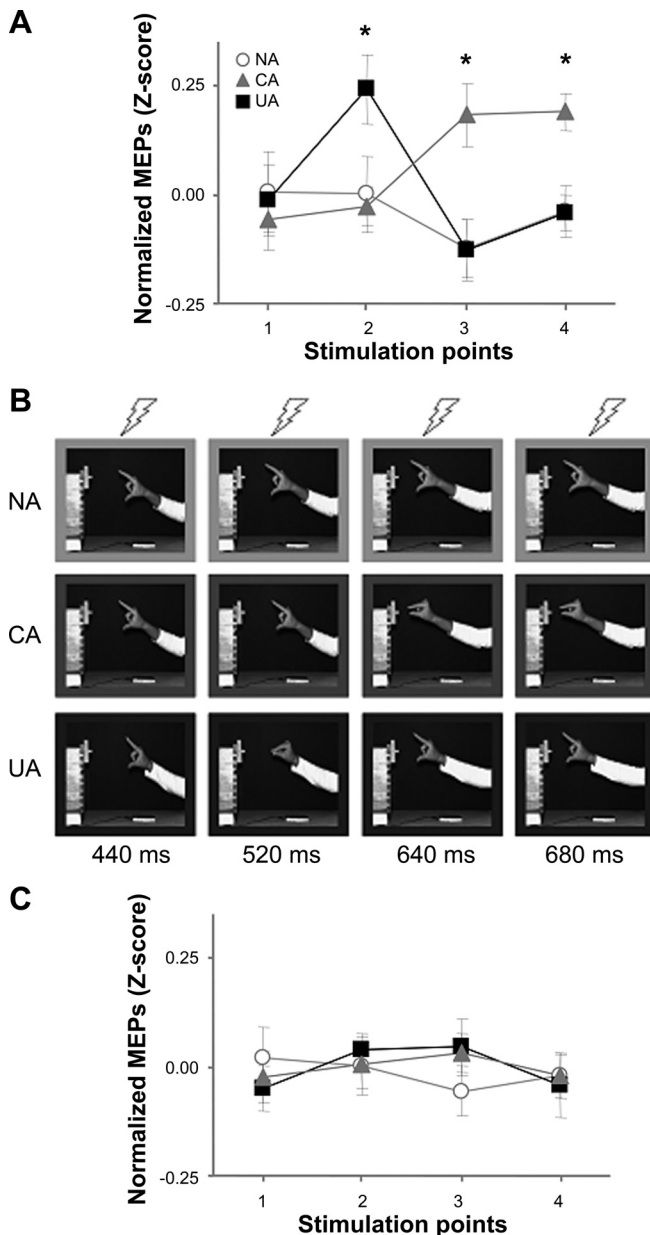 A
* * *
NA
CA
UA
Normalized MEPs (Z-score)
0.25
0.00
-0.25
1 2 3 4
Stimulation points
B
NA
CA
UA
440 ms 520 ms 640 ms 680 ms
C
Normalized MEPs (Z-score)
0.25
0.00
-0.25
1 2 3 4
Stimulation points